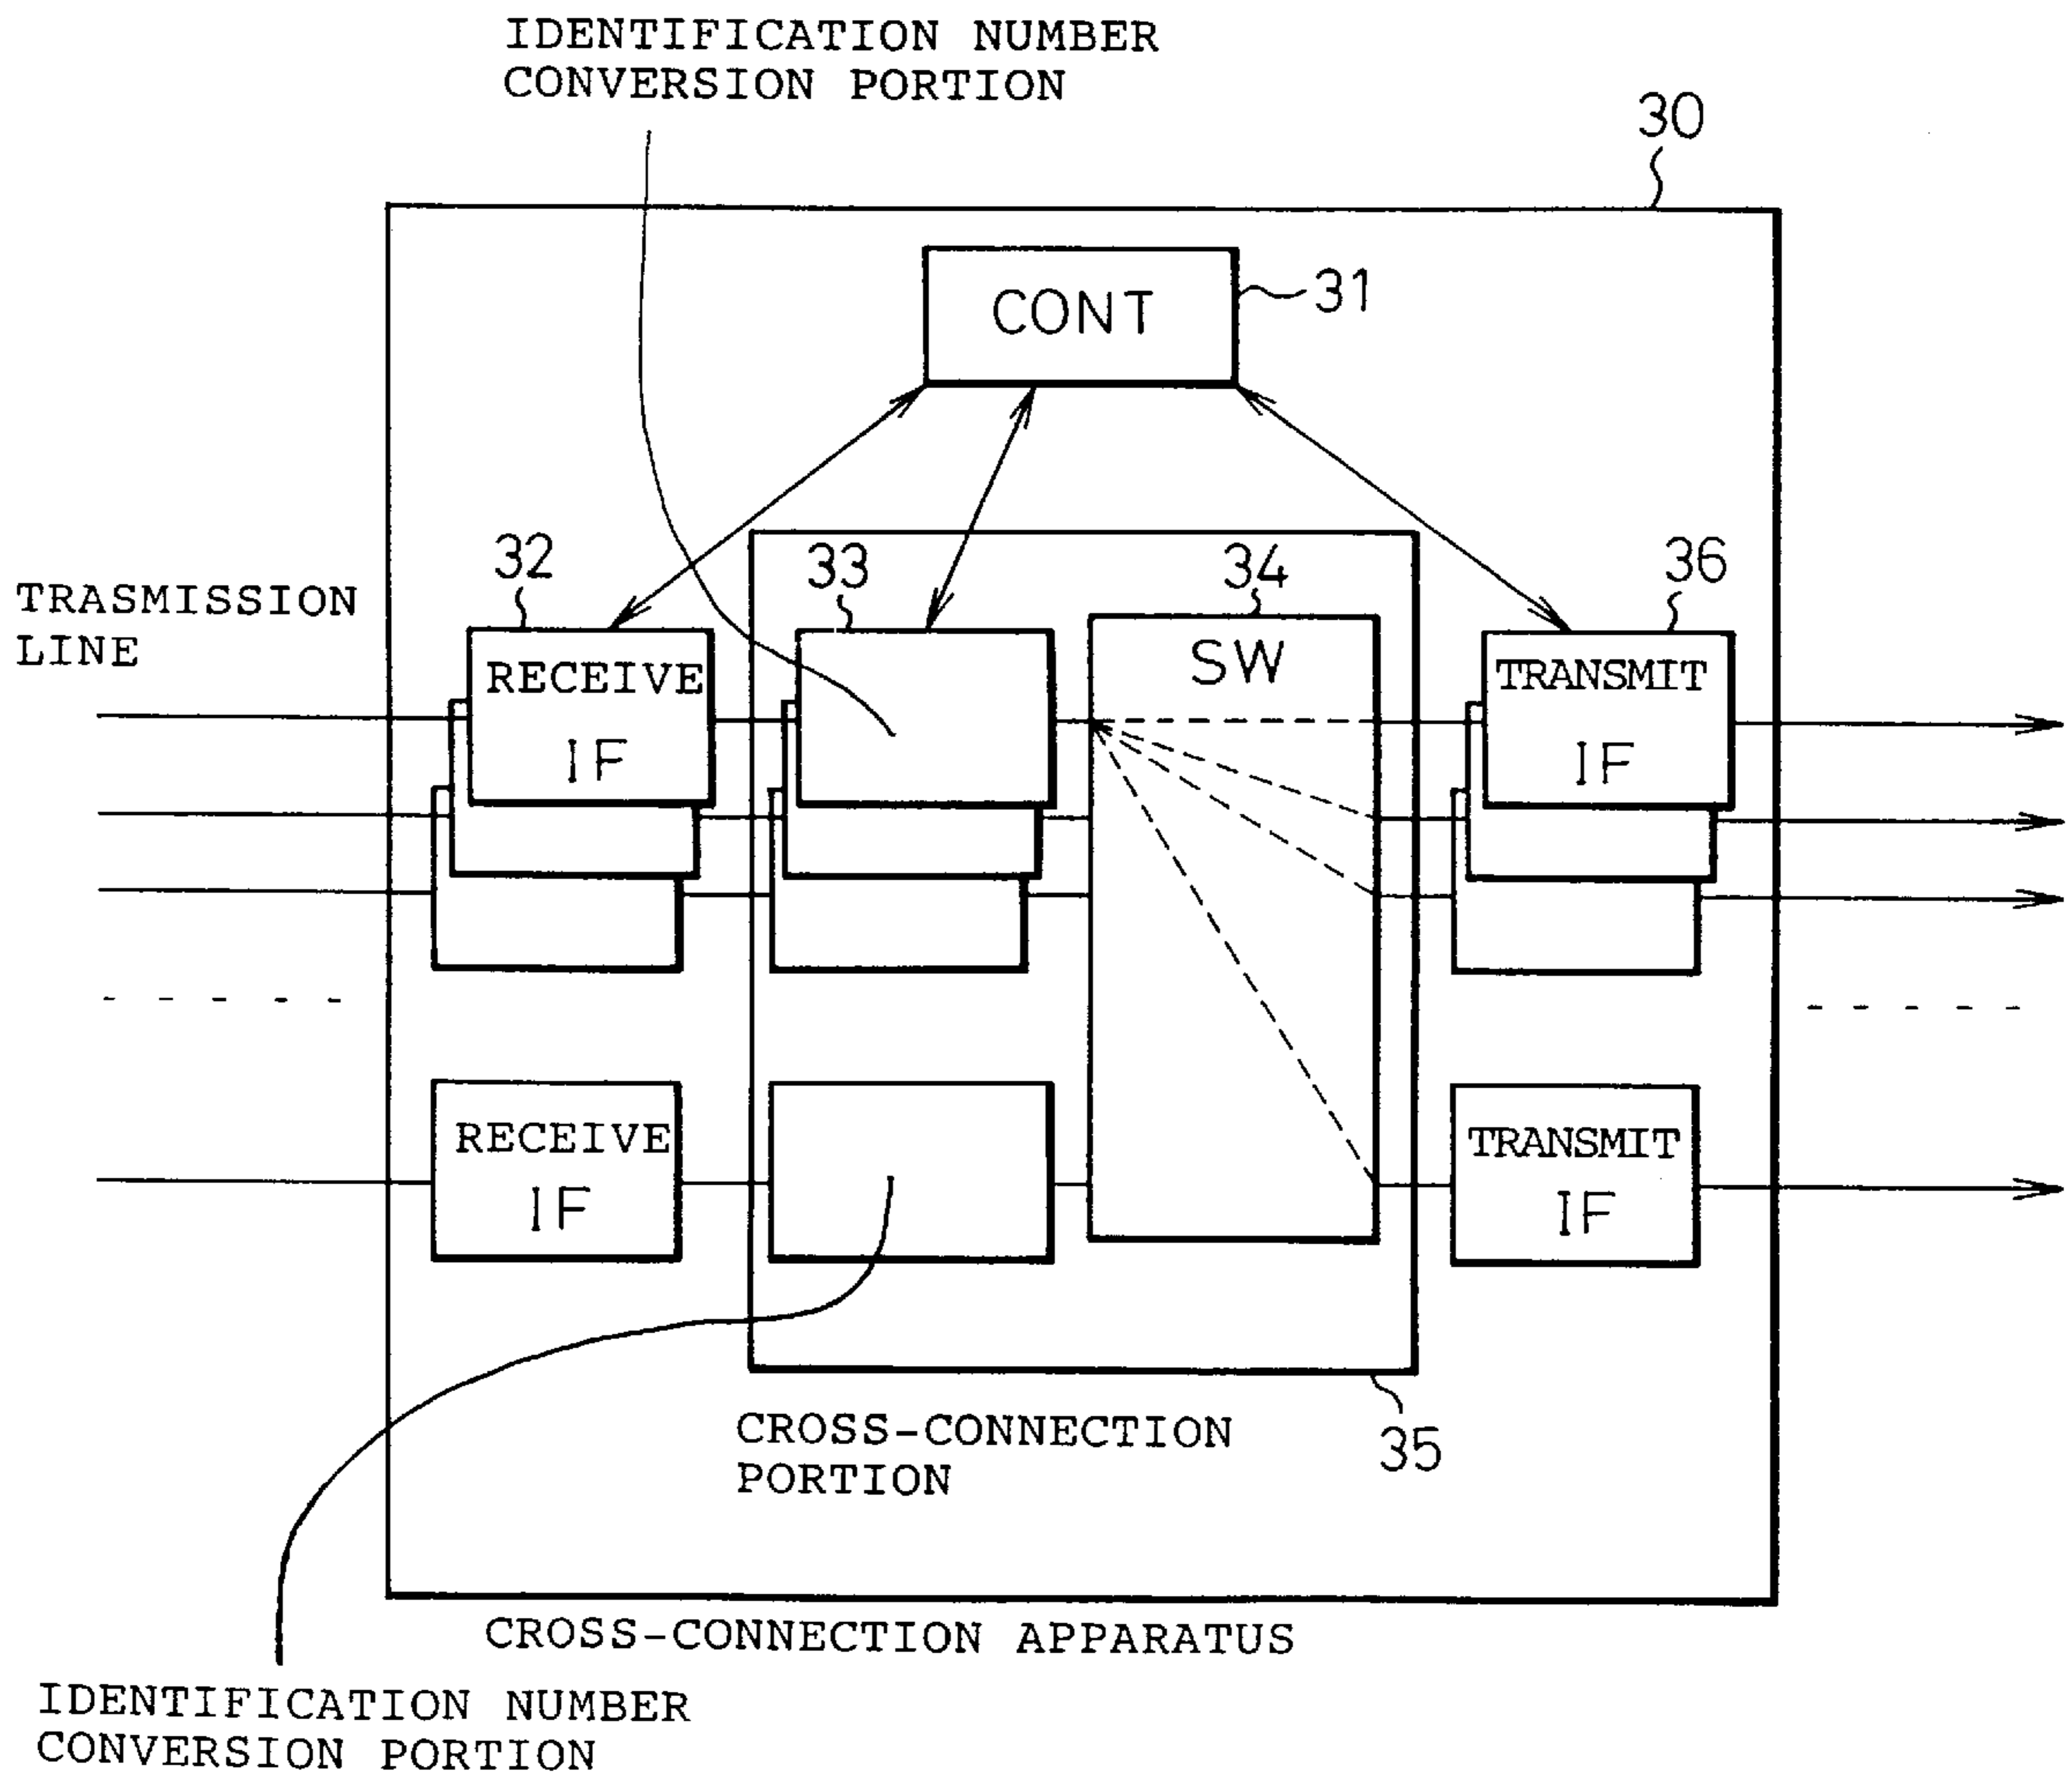 IDENTIFICATION NUMBER
CONVERSION PORTION
30
CONT
31
32
33
34
36
TRASMISSION
LINE
RECEIVE
IF
SW
TRANSMIT
IF
RECEIVE
IF
TRANSMIT
IF
CROSS-CONNECTION
PORTION
35
CROSS-CONNECTION APPARATUS
IDENTIFICATION NUMBER
CONVERSION PORTION